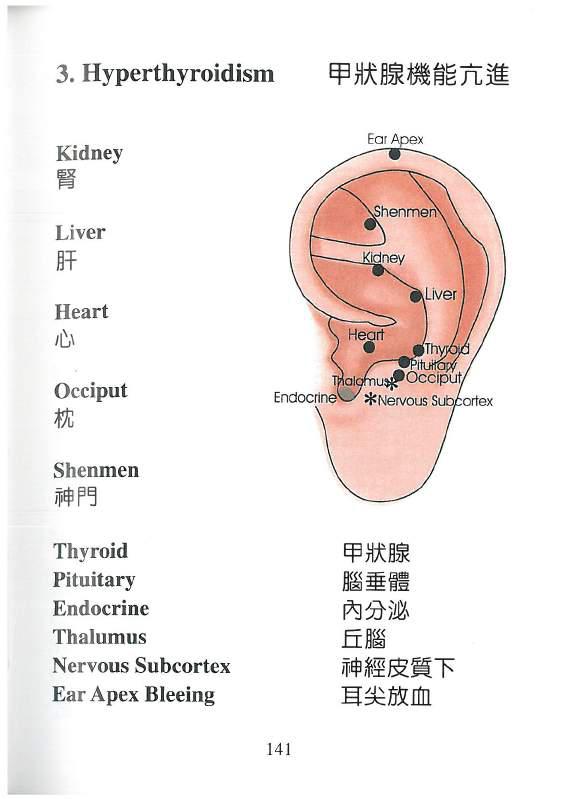 3. Hyperthyroidism 甲狀腺機能亢進
Ear Apex
Kidney
腎
Shenmen
Liver
肝
Kidney
Liver
Heart
心
Heart
Thyroid
Pituitary
Thalamus
Occiput
Occiput
枕
Endocrine
Nervous Subcortex
Shenmen
神門
Thyroid 甲狀腺
Pituitary 腦垂體
Endocrine 內分泌
Thalumus 丘腦
Nervous Subcortex 神經皮質下
Ear Apex Bleeing 耳尖放血
141